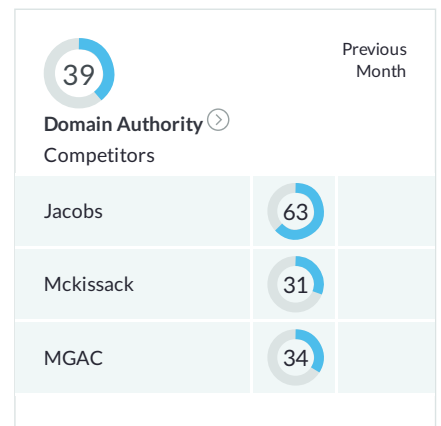 39
Previous
Month
Domain Authority
Competitors
Jacobs 63
Mckissack 31
MGAC 34